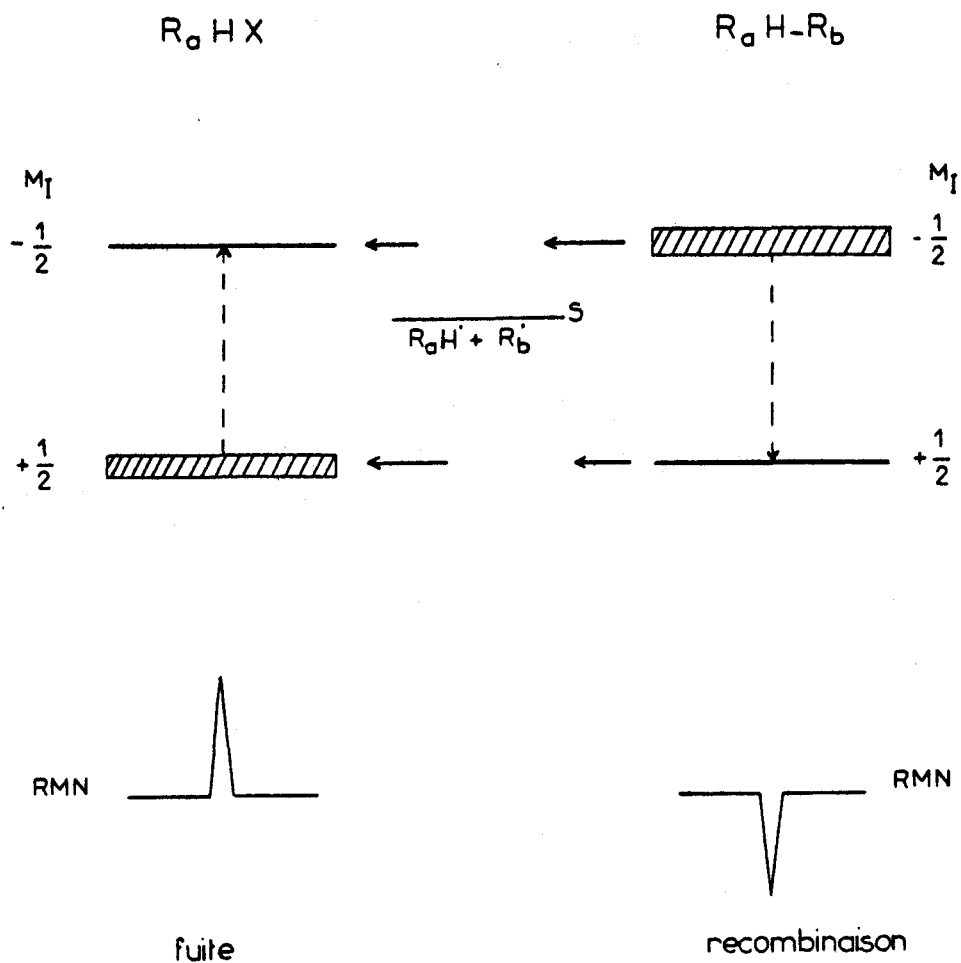 RaHX
RaH-Rb
MI
MI
- 1/2
- 1/2
S
RaH˙ + Rb˙
+ 1/2
+ 1/2
RMN
RMN
fuite
recombinaison